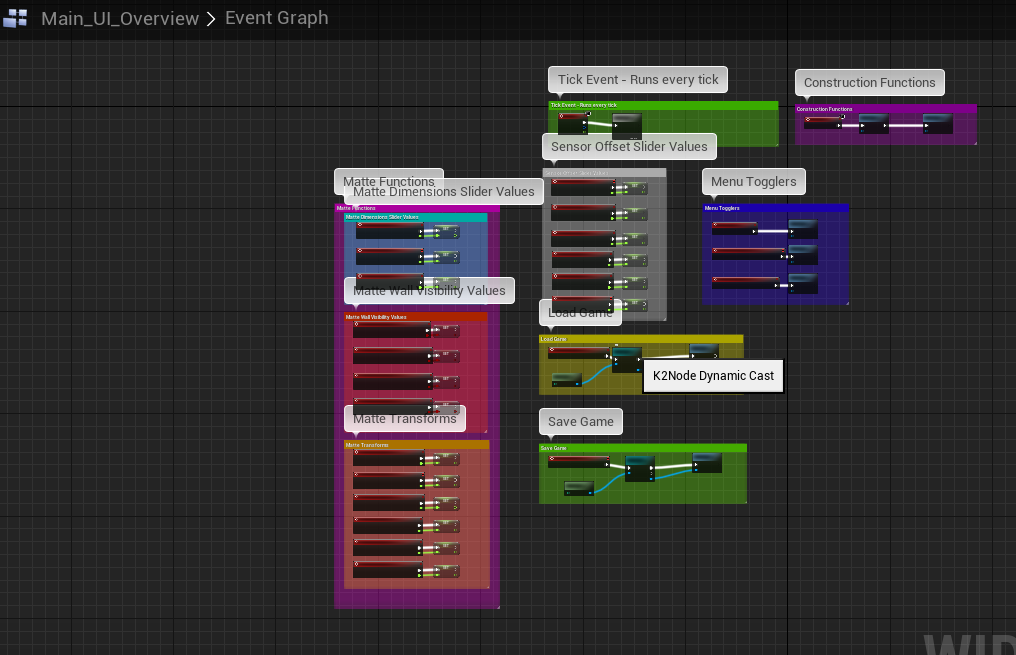 Main_UI_Overview > Event Graph
Tick Event - Runs every tick
Construction Functions
Tick Event - Runs every tick
Construction Functions
Sensor Offset Slider Values
Matte Functions
Matte Dimensions Slider Values
Menu Togglers
Matte Functions
Menu Togglers
Matte Dimensions Slider Values
Matte Wall Visibility Values
Load Game
Matte Wall Visibility Values
Load Game
K2Node Dynamic Cast
Matte Transforms
Save Game
Matte Transforms
Save Game